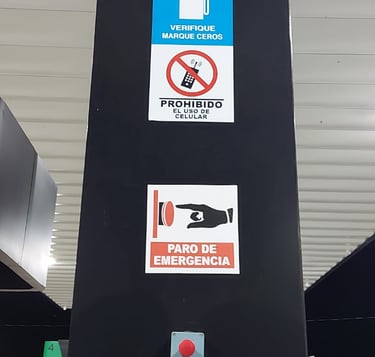 VERIFIQUE
MARQUE CEROS
PROHIBIDO
EL USO DE
CELULAR
PARO DE
EMERGENCIA
4